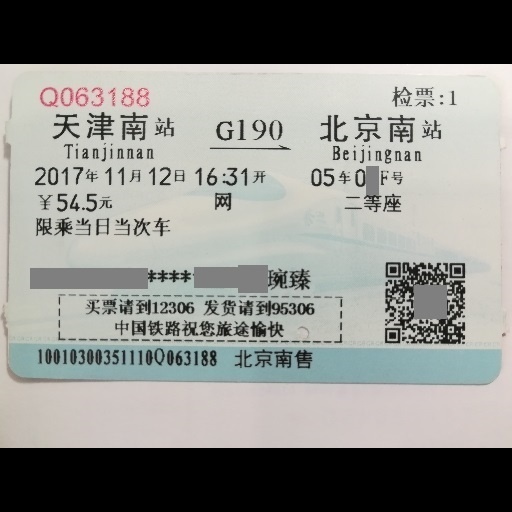 Q063188 检票:1
天津南站 G190 北京南站
Tianjinnan Beijingnan
2017年11月12日 16:31开 05车0 F号
￥54.5元 网 二等座
限乘当日当次车
**** 琬臻
买票请到12306 发货请到95306
中国铁路祝您旅途愉快
10010300351110Q063188 北京南售